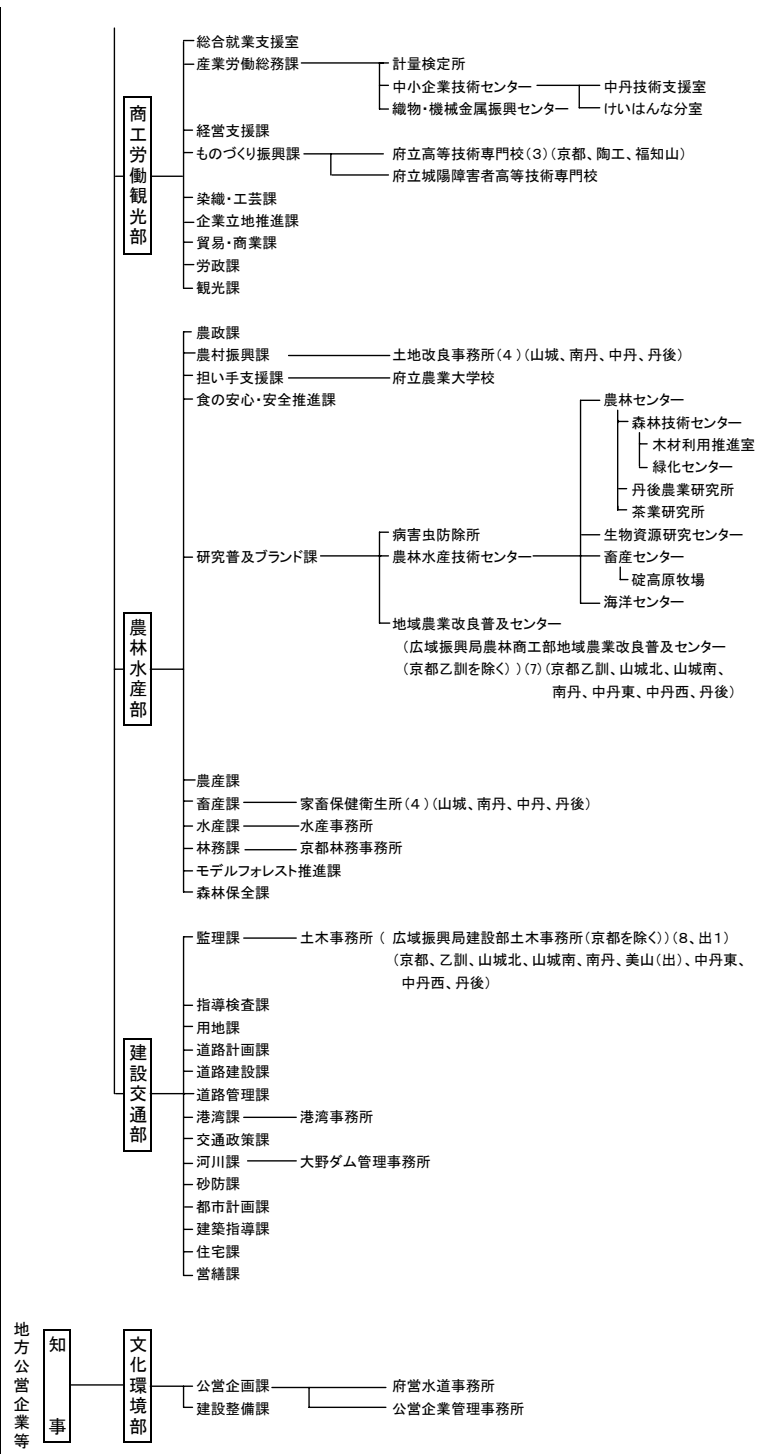 商工労働観光部
総合就業支援室
産業労働総務課
計量検定所
中小企業技術センター
中丹技術支援室
織物・機械金属振興センター
けいはんな分室
経営支援課
ものづくり振興課
府立高等技術専門校(3)(京都、陶工、福知山)
府立城陽障害者高等技術専門校
染織・工芸課
企業立地推進課
貿易・商業課
労政課
観光課
農林水産部
農政課
農村振興課
土地改良事務所(4)(山城、南丹、中丹、丹後)
担い手支援課
府立農業大学校
食の安心・安全推進課
研究普及ブランド課
病害虫防除所
農林水産技術センター
農林センター
森林技術センター
木材利用推進室
緑化センター
丹後農業研究所
茶業研究所
生物資源研究センター
畜産センター
碇高原牧場
海洋センター
地域農業改良普及センター
(広域振興局農林商工部地域農業改良普及センター
(京都乙訓を除く))(7)(京都乙訓、山城北、山城南、
南丹、中丹東、中丹西、丹後)
農産課
畜産課
家畜保健衛生所(4)(山城、南丹、中丹、丹後)
水産課
水産事務所
林務課
京都林務事務所
モデルフォレスト推進課
森林保全課
建設交通部
監理課
土木事務所(広域振興局建設部土木事務所(京都を除く))(8、出1)
(京都、乙訓、山城北、山城南、南丹、美山(出)、中丹東、
中丹西、丹後)
指導検査課
用地課
道路計画課
道路建設課
道路管理課
港湾課
港湾事務所
交通政策課
河川課
大野ダム管理事務所
砂防課
都市計画課
建築指導課
住宅課
営繕課
地方公営企業等
知事
文化環境部
公営企画課
府営水道事務所
建設整備課
公営企業管理事務所